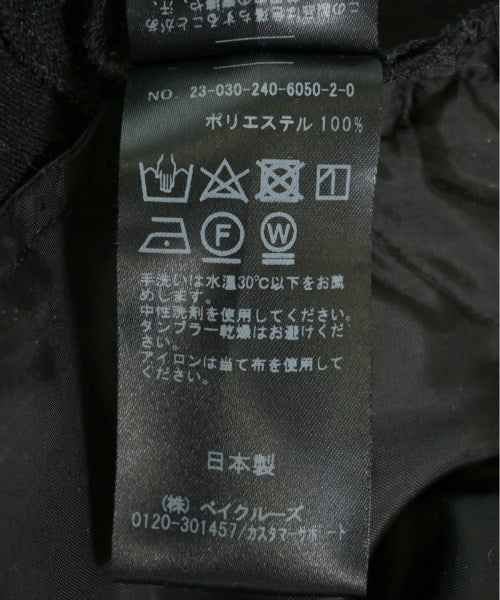 NO. 23-030-240-6050-2-0
ポリエステル 100%
F W
手洗いは水温30℃以下をお薦
めします。
中性洗剤を使用してください。
タンブラー乾燥はお避けくだ
さい。
アイロンは当て布を使用して
ください。
日本製
(株) ベイクルーズ
0120-301457/カスタマーサポート